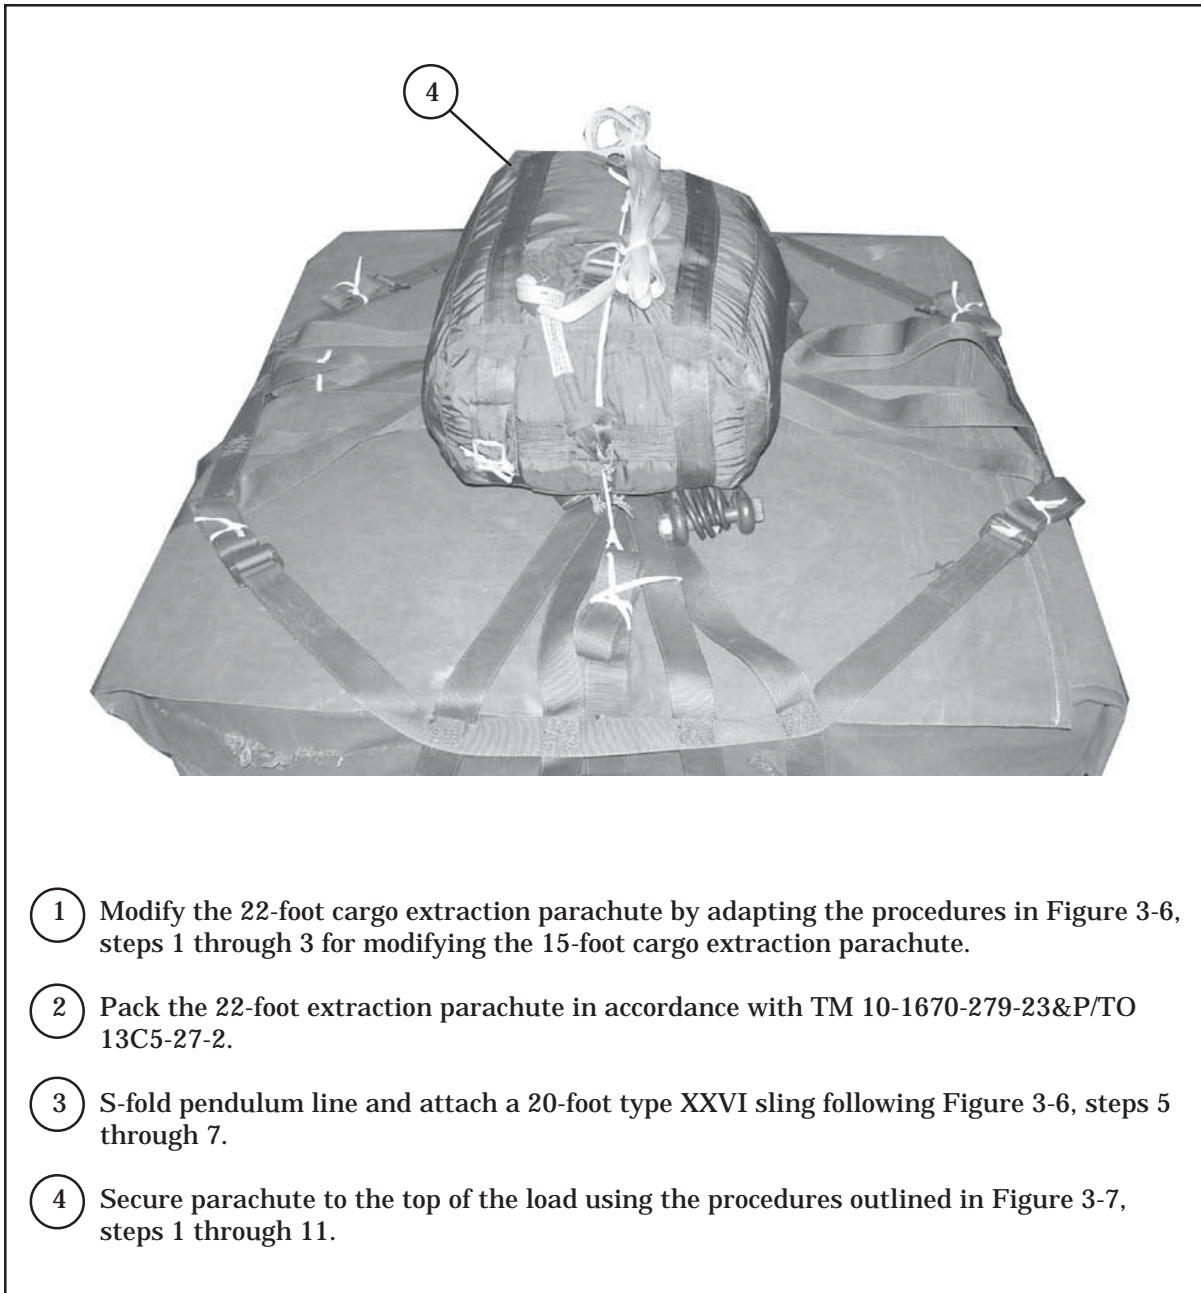 4
1 Modify the 22-foot cargo extraction parachute by adapting the procedures in Figure 3-6,
steps 1 through 3 for modifying the 15-foot cargo extraction parachute.
2 Pack the 22-foot extraction parachute in accordance with TM 10-1670-279-23&P/TO
13C5-27-2.
3 S-fold pendulum line and attach a 20-foot type XXVI sling following Figure 3-6, steps 5
through 7.
4 Secure parachute to the top of the load using the procedures outlined in Figure 3-7,
steps 1 through 11.